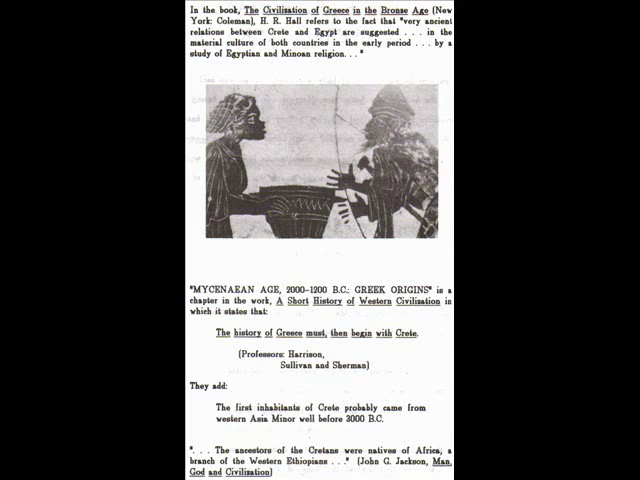 In the book, The Civilization of Greece in the Bronze Age (New
York: Coleman), H. R. Hall refers to the fact that "very ancient
relations between Crete and Egypt are suggested . . . in the
material culture of both countries in the early period . . . by a
study of Egyptian and Minoan religion. . . "
"MYCENAEAN AGE, 2000-1200 B.C.: GREEK ORIGINS" is a
chapter in the work, A Short History of Western Civilization in
which it states that:
The history of Greece must, then begin with Crete.
(Professors: Harrison,
Sullivan and Sherman)
They add:
The first inhabitants of Crete probably came from
western Asia Minor well before 3000 B.C.
". . . The ancestors of the Cretans were natives of Africa, a
branch of the Western Ethiopians . . ." (John G. Jackson, Man,
God and Civilization)